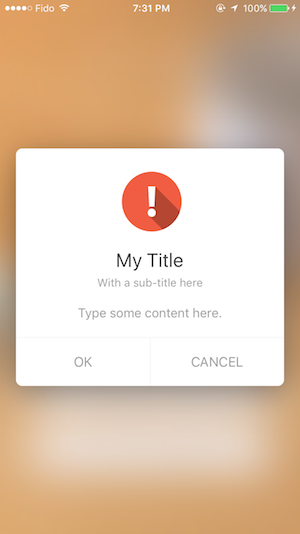 Fido 7:31 PM 100%
!
My Title
With a sub-title here
Type some content here.
OK CANCEL